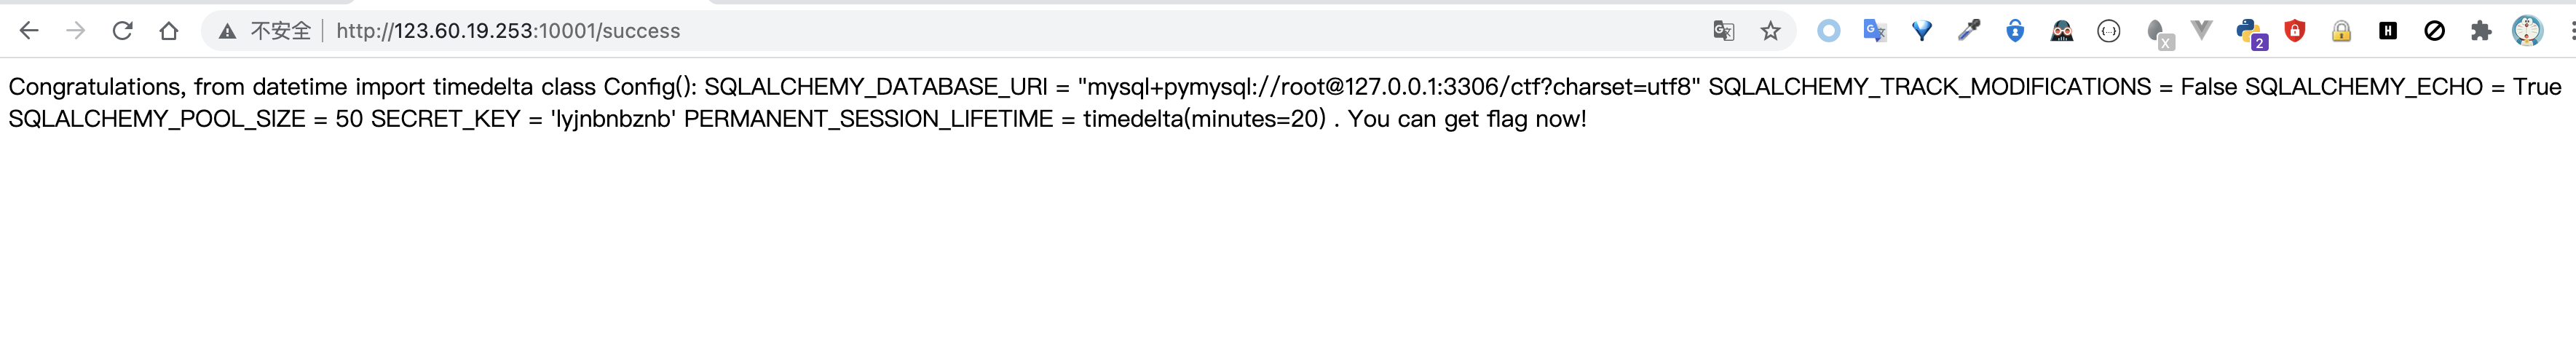 不安全 | http://123.60.19.253:10001/success
X
2
H
Congratulations, from datetime import timedelta class Config(): SQLALCHEMY_DATABASE_URI = "mysql+pymysql://root@127.0.0.1:3306/ctf?charset=utf8" SQLALCHEMY_TRACK_MODIFICATIONS = False SQLALCHEMY_ECHO = True
SQLALCHEMY_POOL_SIZE = 50 SECRET_KEY = 'lyjnbnbznb' PERMANENT_SESSION_LIFETIME = timedelta(minutes=20) . You can get flag now!